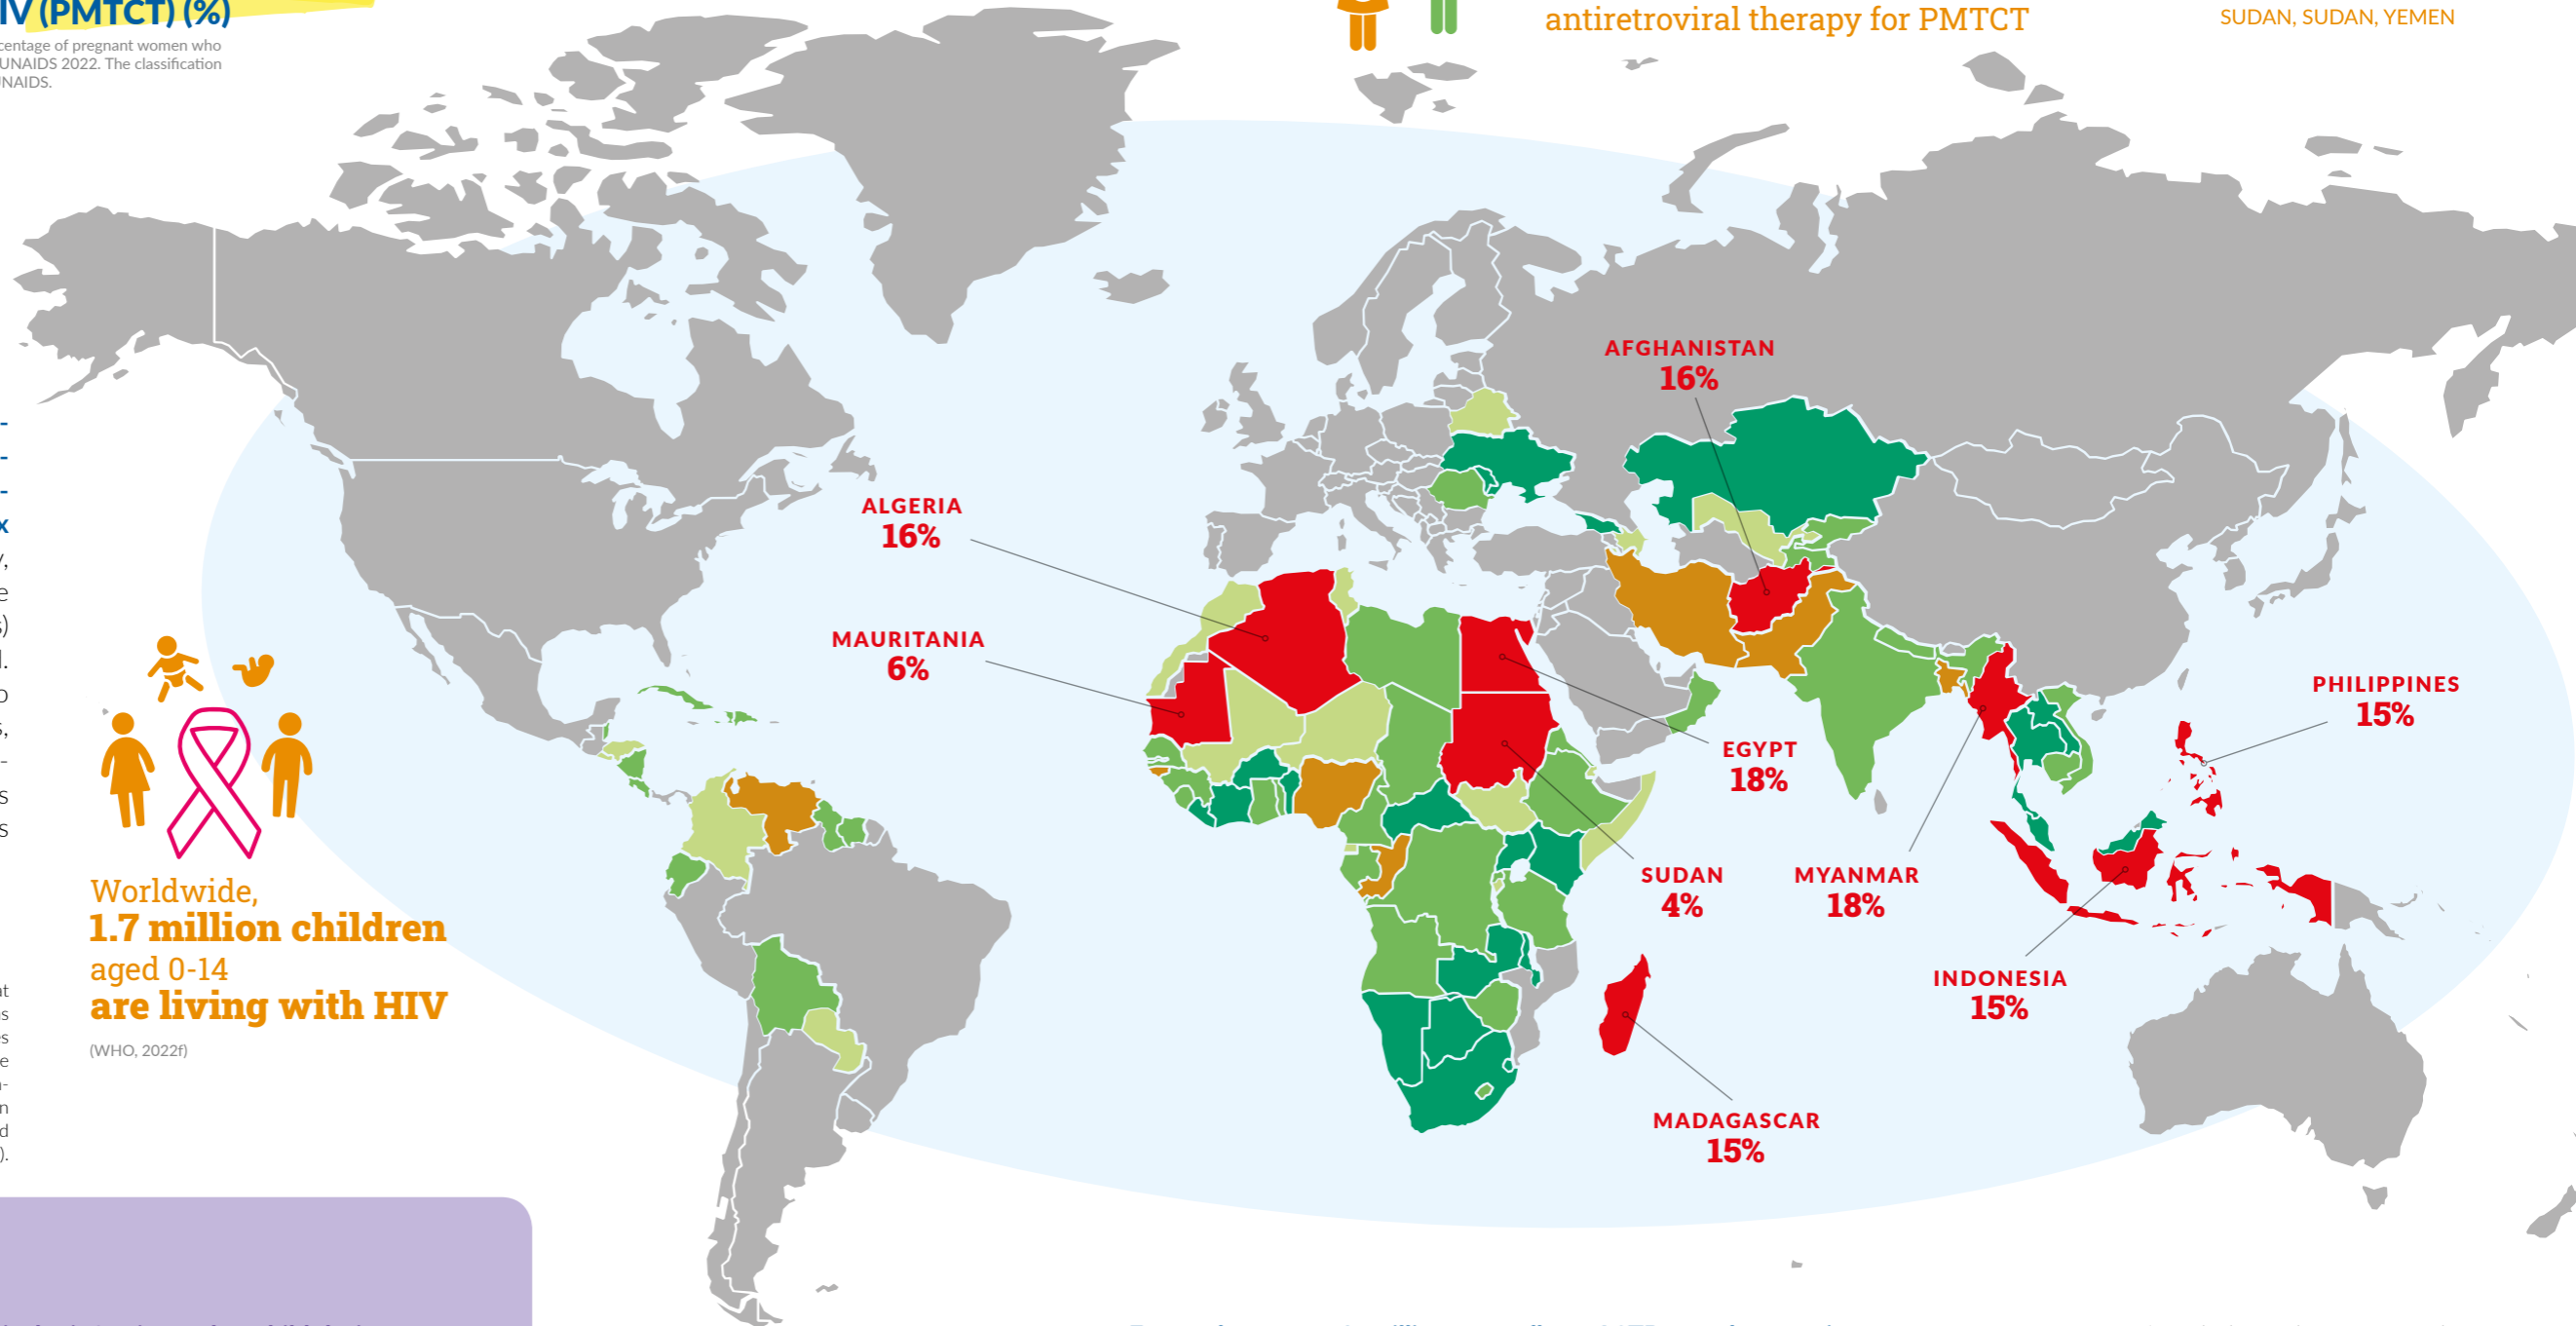 IV (PMTCT) (%)
centage of pregnant women who
UNAIDS 2022. The classification
NAIDS.
antiretroviral therapy for PMTCT
SUDAN, SUDAN, YEMEN
AFGHANISTAN
16%
ALGERIA
16%
MAURITANIA
6%
PHILIPPINES
15%
EGYPT
18%
SUDAN
4%
MYANMAR
18%
INDONESIA
15%
MADAGASCAR
15%
Worldwide,
1.7 million children
aged 0-14
are living with HIV
(WHO, 2022f)